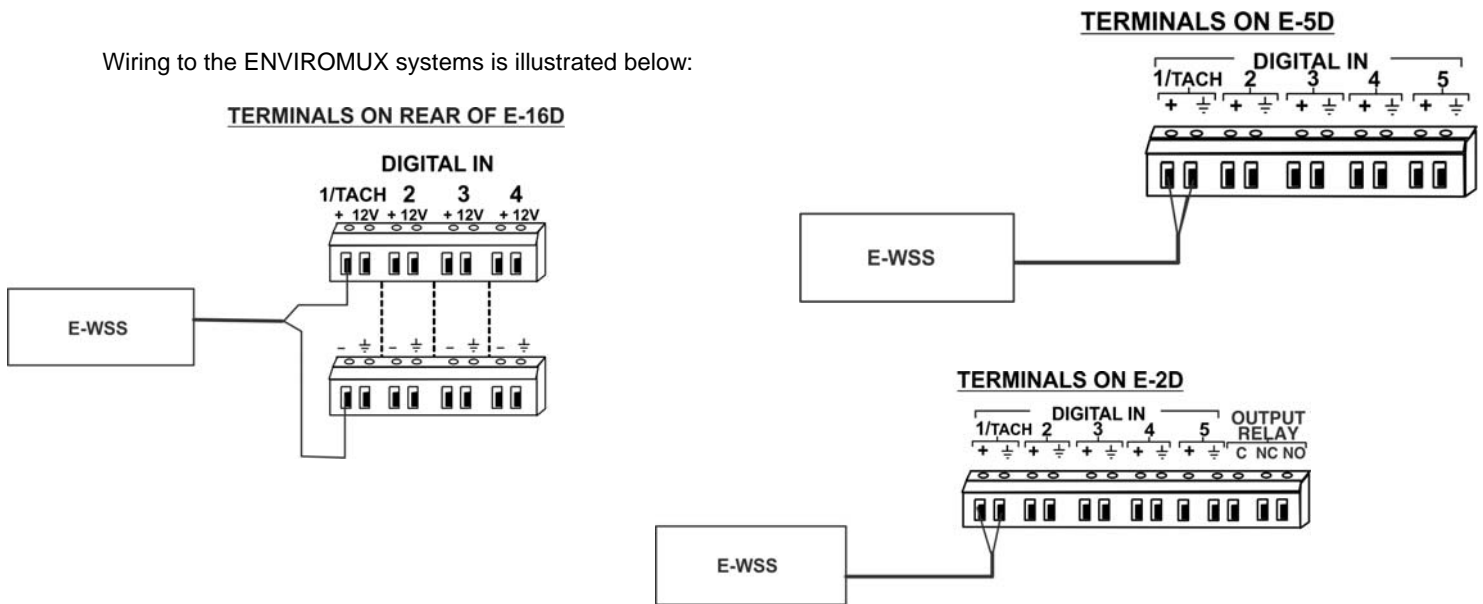 Wiring to the ENVIROMUX systems is illustrated below:
TERMINALS ON REAR OF E-16D
DIGITAL IN
1/TACH 2 3 4
+ 12V + 12V + 12V + 12V
E-WSS
– ⏚ – ⏚ – ⏚ – ⏚
TERMINALS ON E-5D
DIGITAL IN
1/TACH 2 3 4 5
+ ⏚ + ⏚ + ⏚ + ⏚ + ⏚
E-WSS
TERMINALS ON E-2D
DIGITAL IN
OUTPUT
RELAY
1/TACH 2 3 4 5
+ ⏚ + ⏚ + ⏚ + ⏚ + ⏚ C NC NO
E-WSS